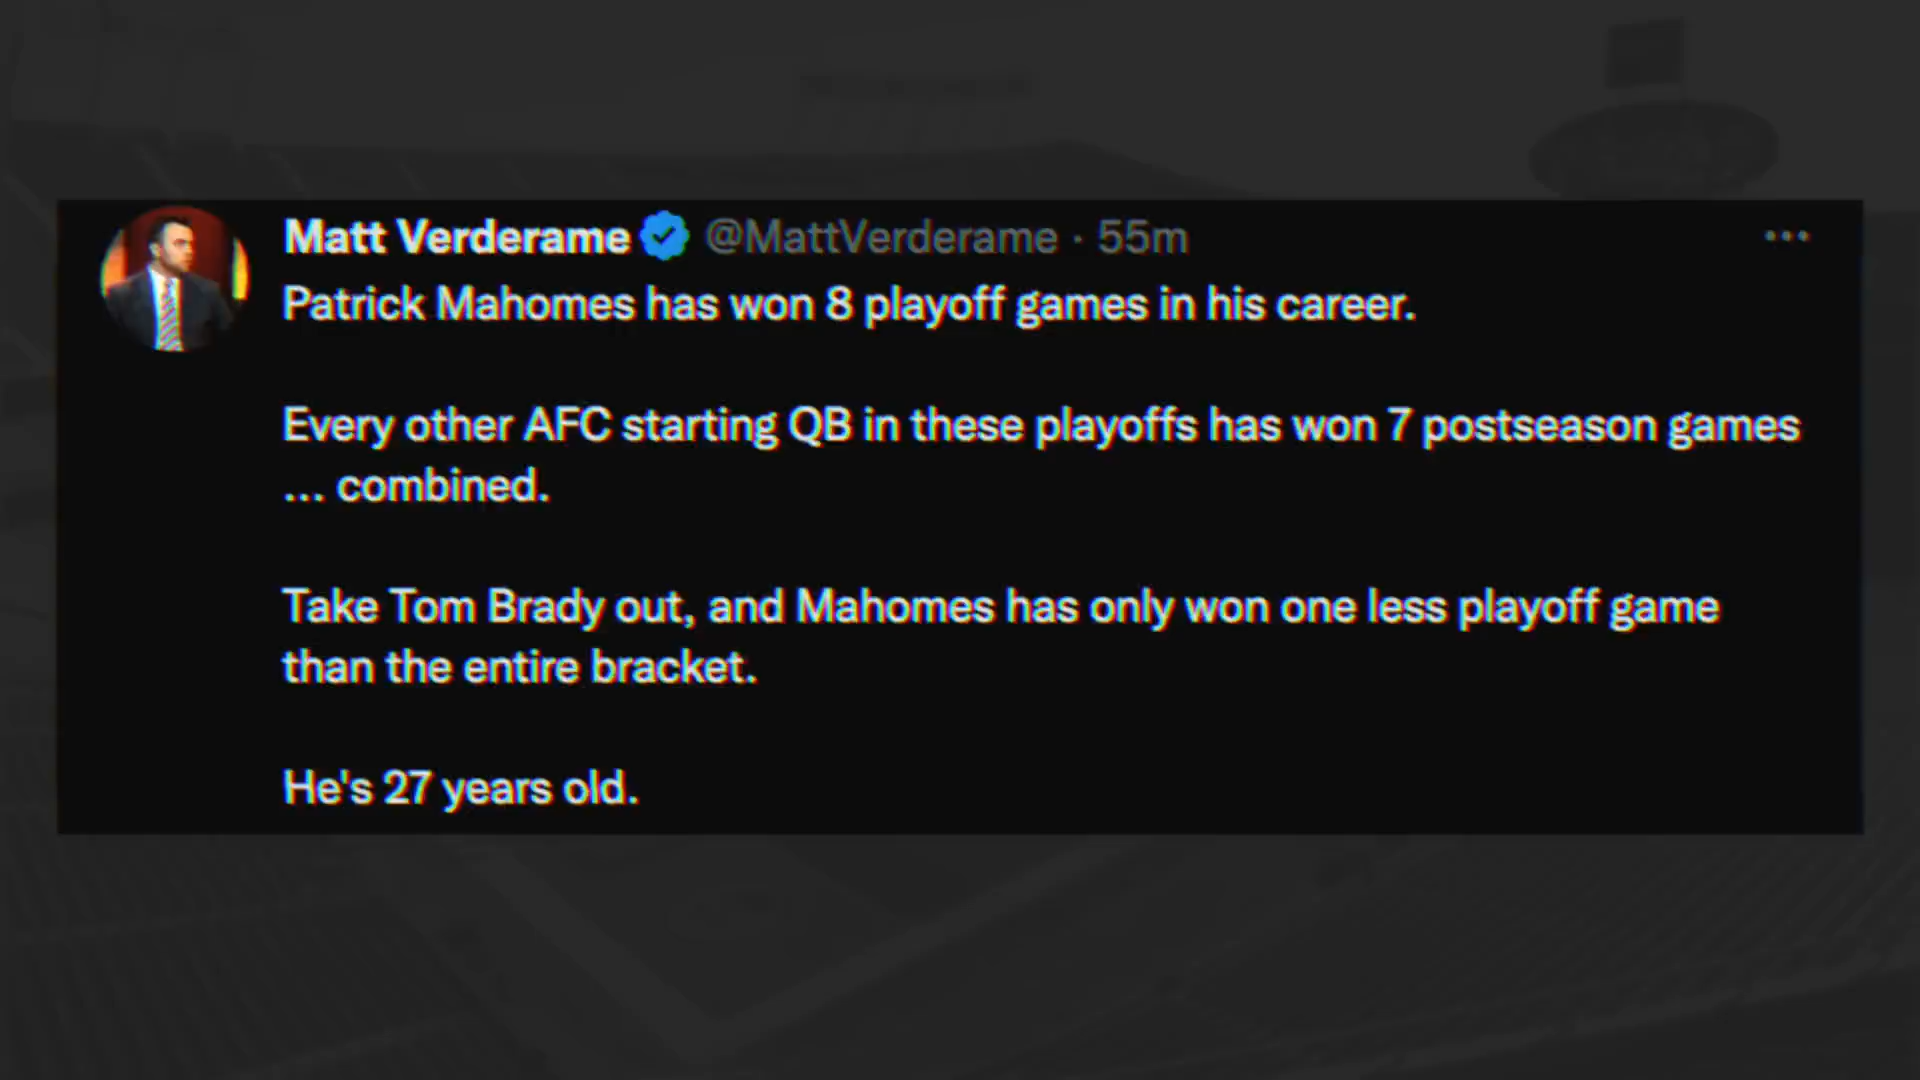 Matt Verderame @MattVerderame · 55m
Patrick Mahomes has won 8 playoff games in his career.
Every other AFC starting QB in these playoffs has won 7 postseason games
... combined.
Take Tom Brady out, and Mahomes has only won one less playoff game
than the entire bracket.
He's 27 years old.